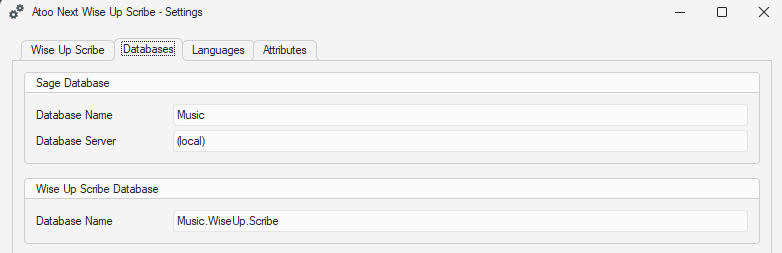 Atoo Next Wise Up Scribe - Settings
Wise Up Scribe Databases Languages Attributes
Sage Database
Database Name Music
Database Server (local)
Wise Up Scribe Database
Database Name Music.WiseUp.Scribe